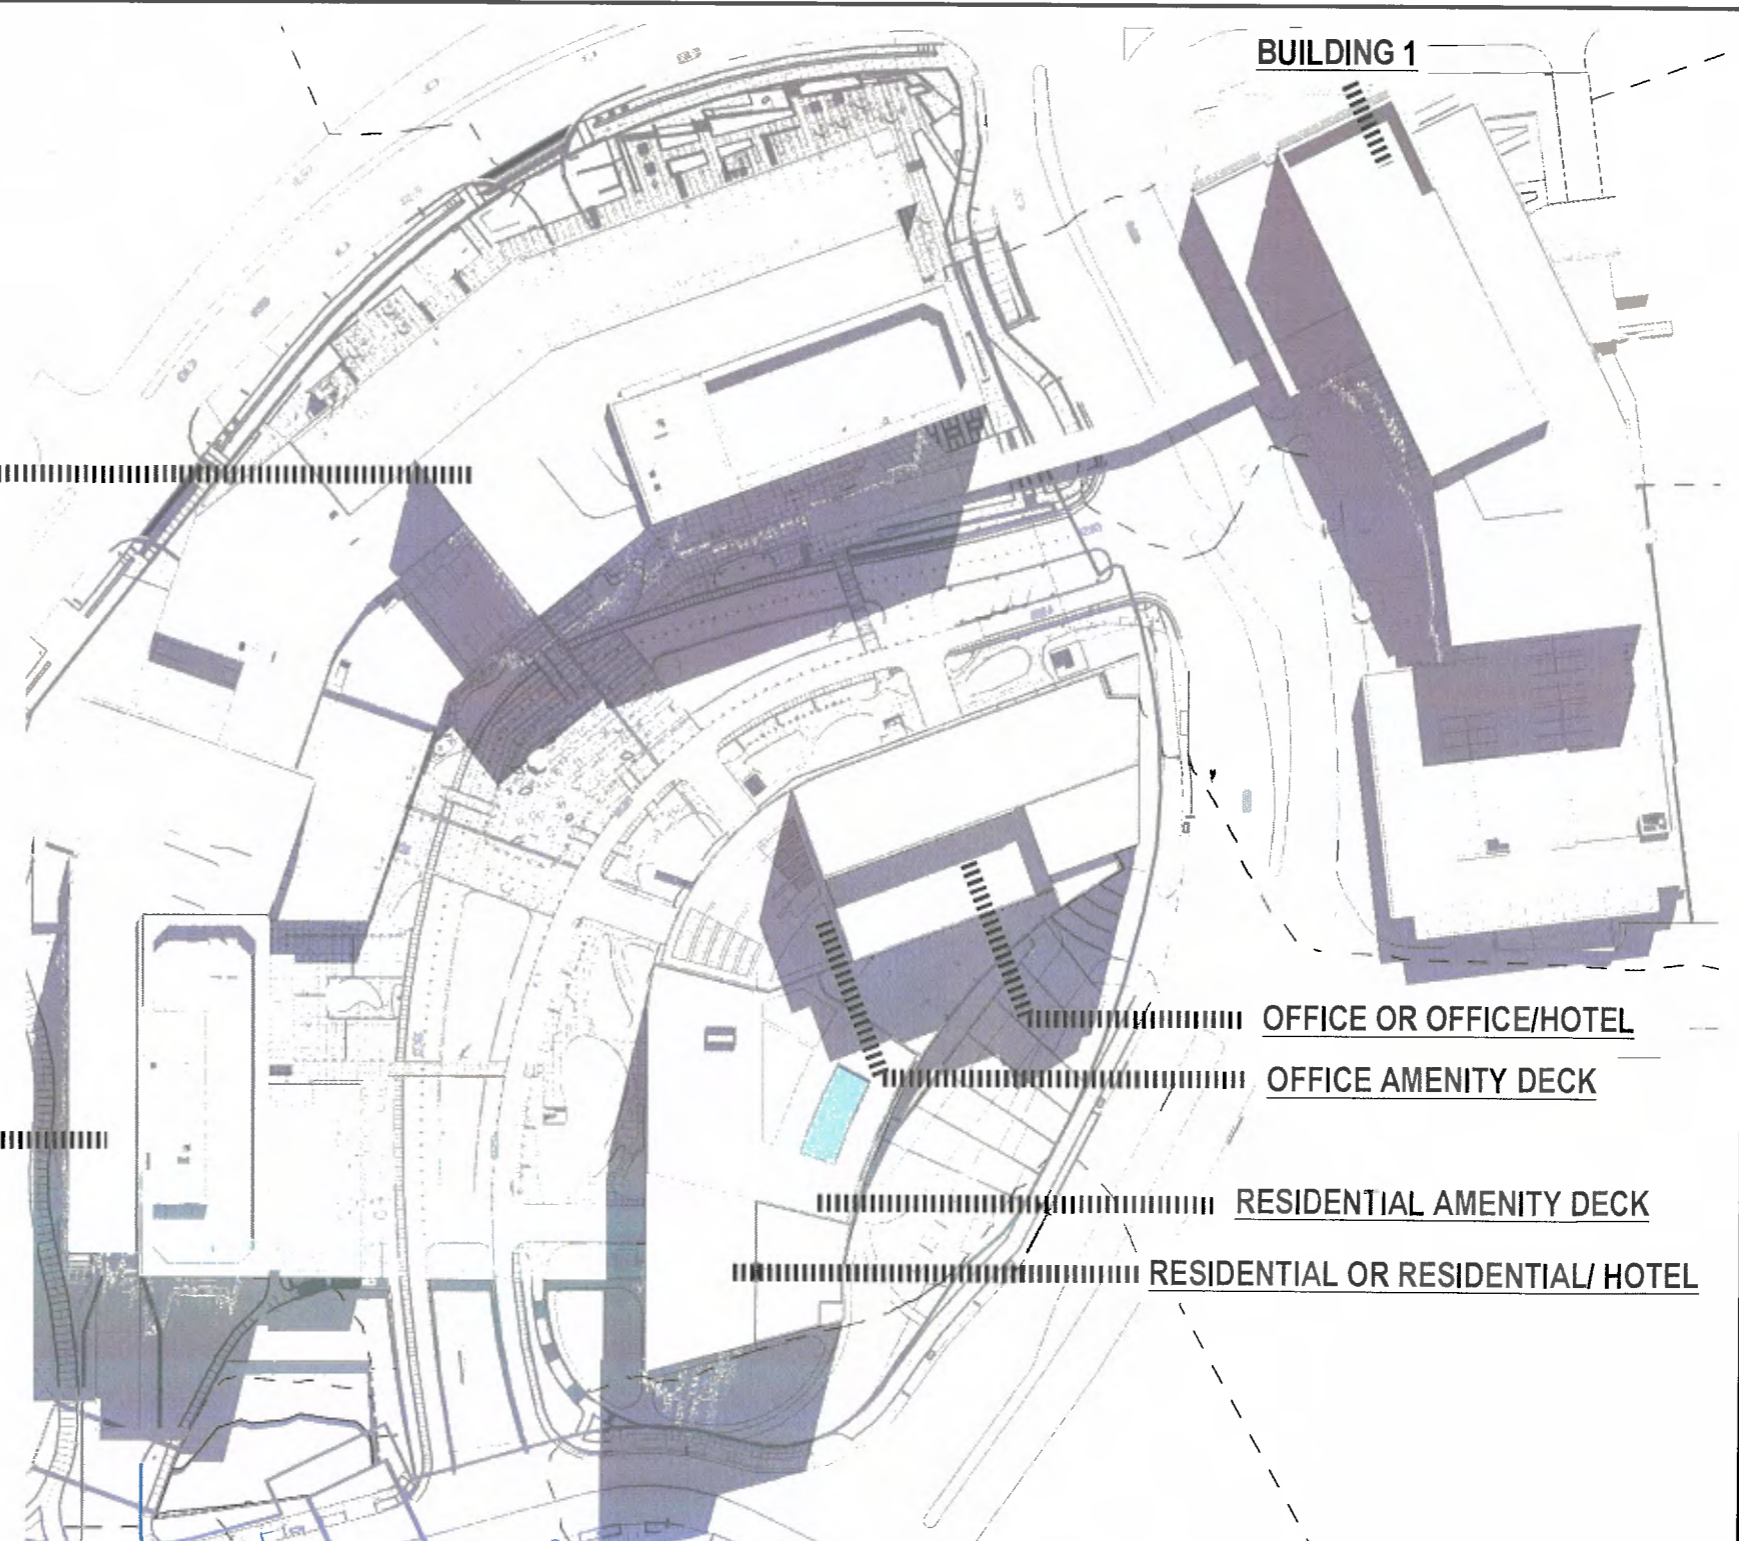 BUILDING 1
OFFICE OR OFFICE/HOTEL
OFFICE AMENITY DECK
RESIDENTIAL AMENITY DECK
RESIDENTIAL OR RESIDENTIAL/ HOTEL